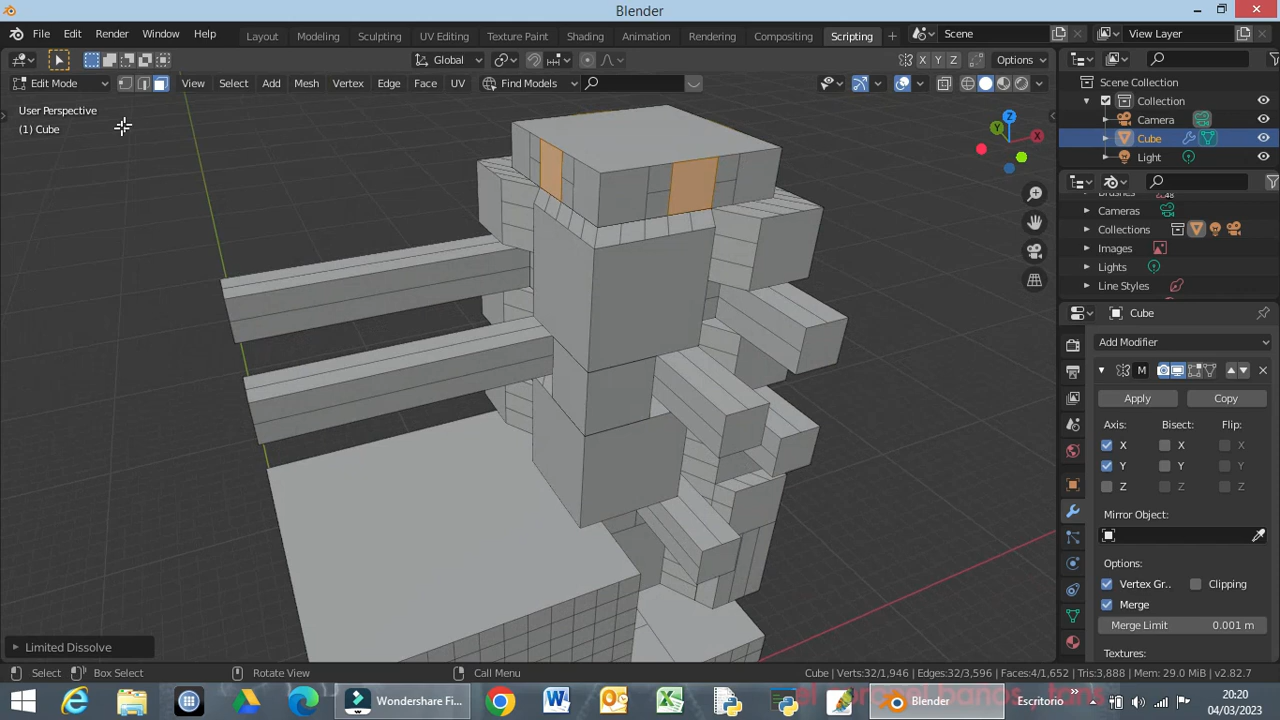 Blender
File Edit Render Window Help Layout Modeling Sculpting UV Editing Texture Paint Shading Animation Rendering Compositing Scripting + Scene View Layer
Global X Y Z Options
Edit Mode View Select Add Mesh Vertex Edge Face UV Find Models
User Perspective
(1) Cube
Scene Collection
Collection
Camera
Cube
Light
Cameras
Collections
Images
Lights
Line Styles
Cube
Add Modifier
M
Apply Copy
Axis: Bisect: Flip:
X X X
Y Y Y
Z Z Z
Mirror Object:
Options:
Vertex Gr.. Clipping
Merge
Merge Limit 0.001 m
Textures:
Limited Dissolve
Select Box Select Rotate View Call Menu Cube | Verts:32/1,946 | Edges:32/3,596 | Faces:4/1,652 | Tris:3,888 | Mem: 29.0 MiB | v2.82.7
Wondershare Fi... Blender Escritorio
20:20
04/03/2023